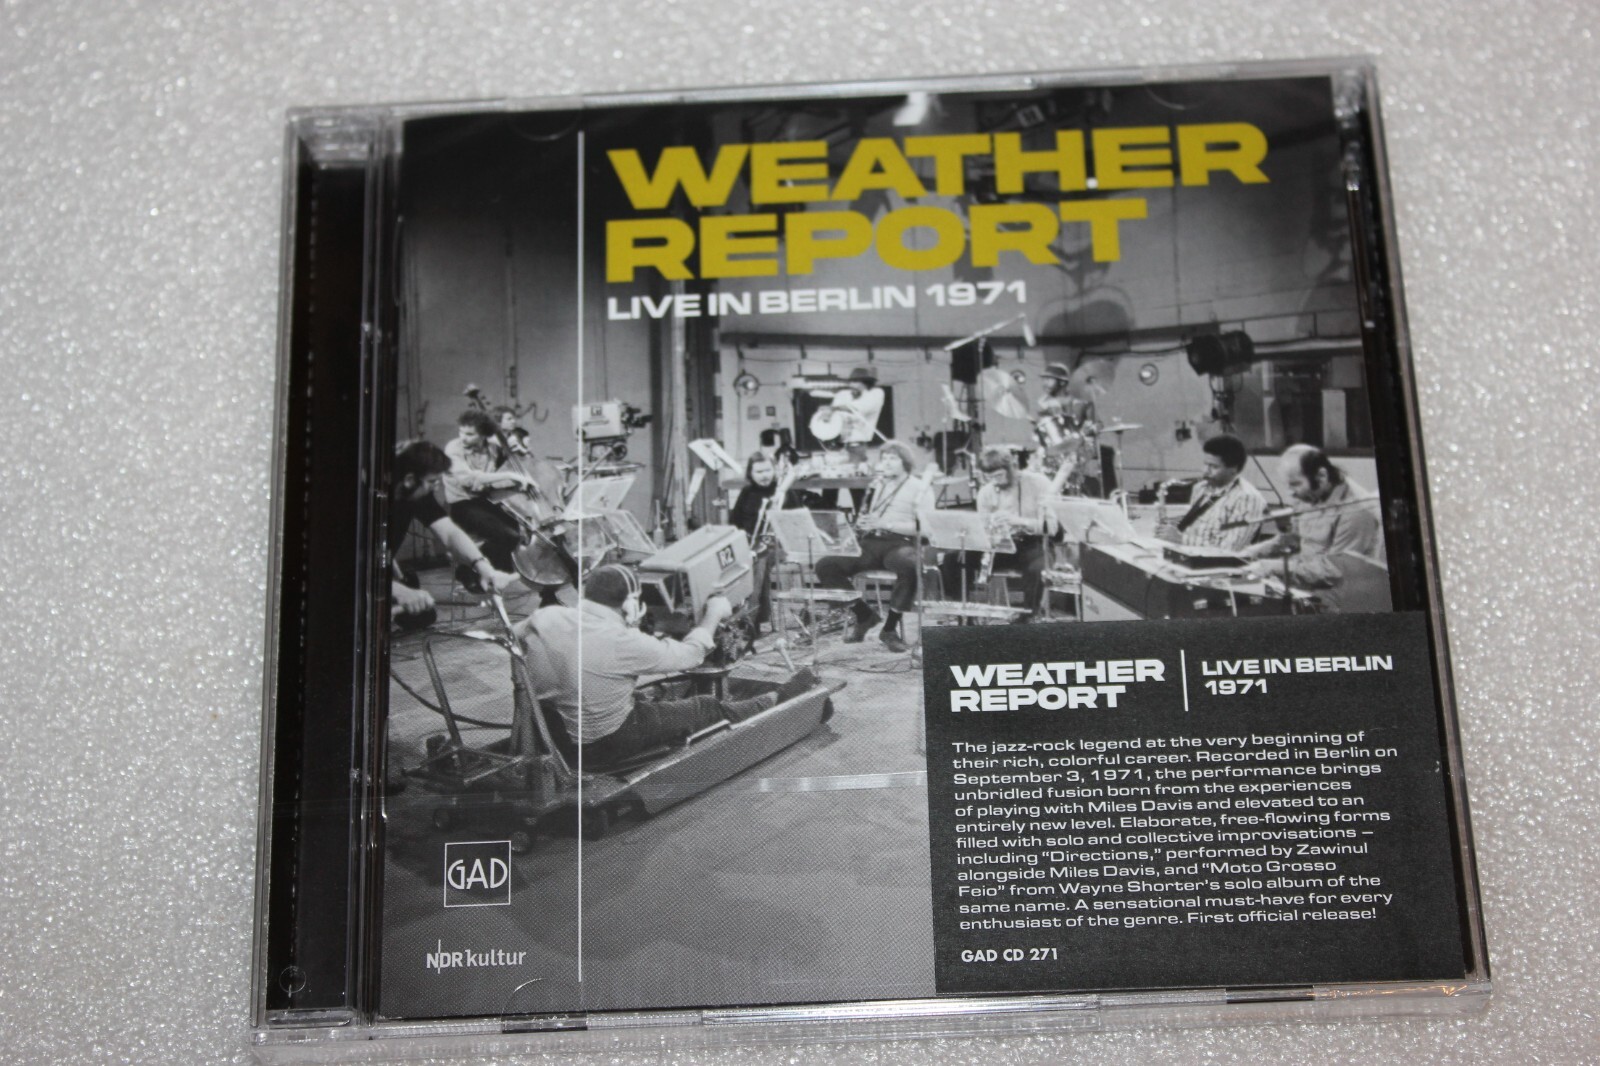 WEATHER
REPORT
LIVE IN BERLIN 1971
R2
GAD
NDR kultur
WEATHER
REPORT
LIVE IN BERLIN
1971
The jazz-rock legend at the very beginning of
their rich, colorful career. Recorded in Berlin on
September 3, 1971, the performance brings
unbridled fusion born from the experiences
of playing with Miles Davis and elevated to an
entirely new level. Elaborate, free-flowing forms
filled with solo and collective improvisations –
including “Directions,” performed by Zawinul
alongside Miles Davis, and “Moto Grosso
Feio” from Wayne Shorter's solo album of the
same name. A sensational must-have for every
enthusiast of the genre. First official release!
GAD CD 271